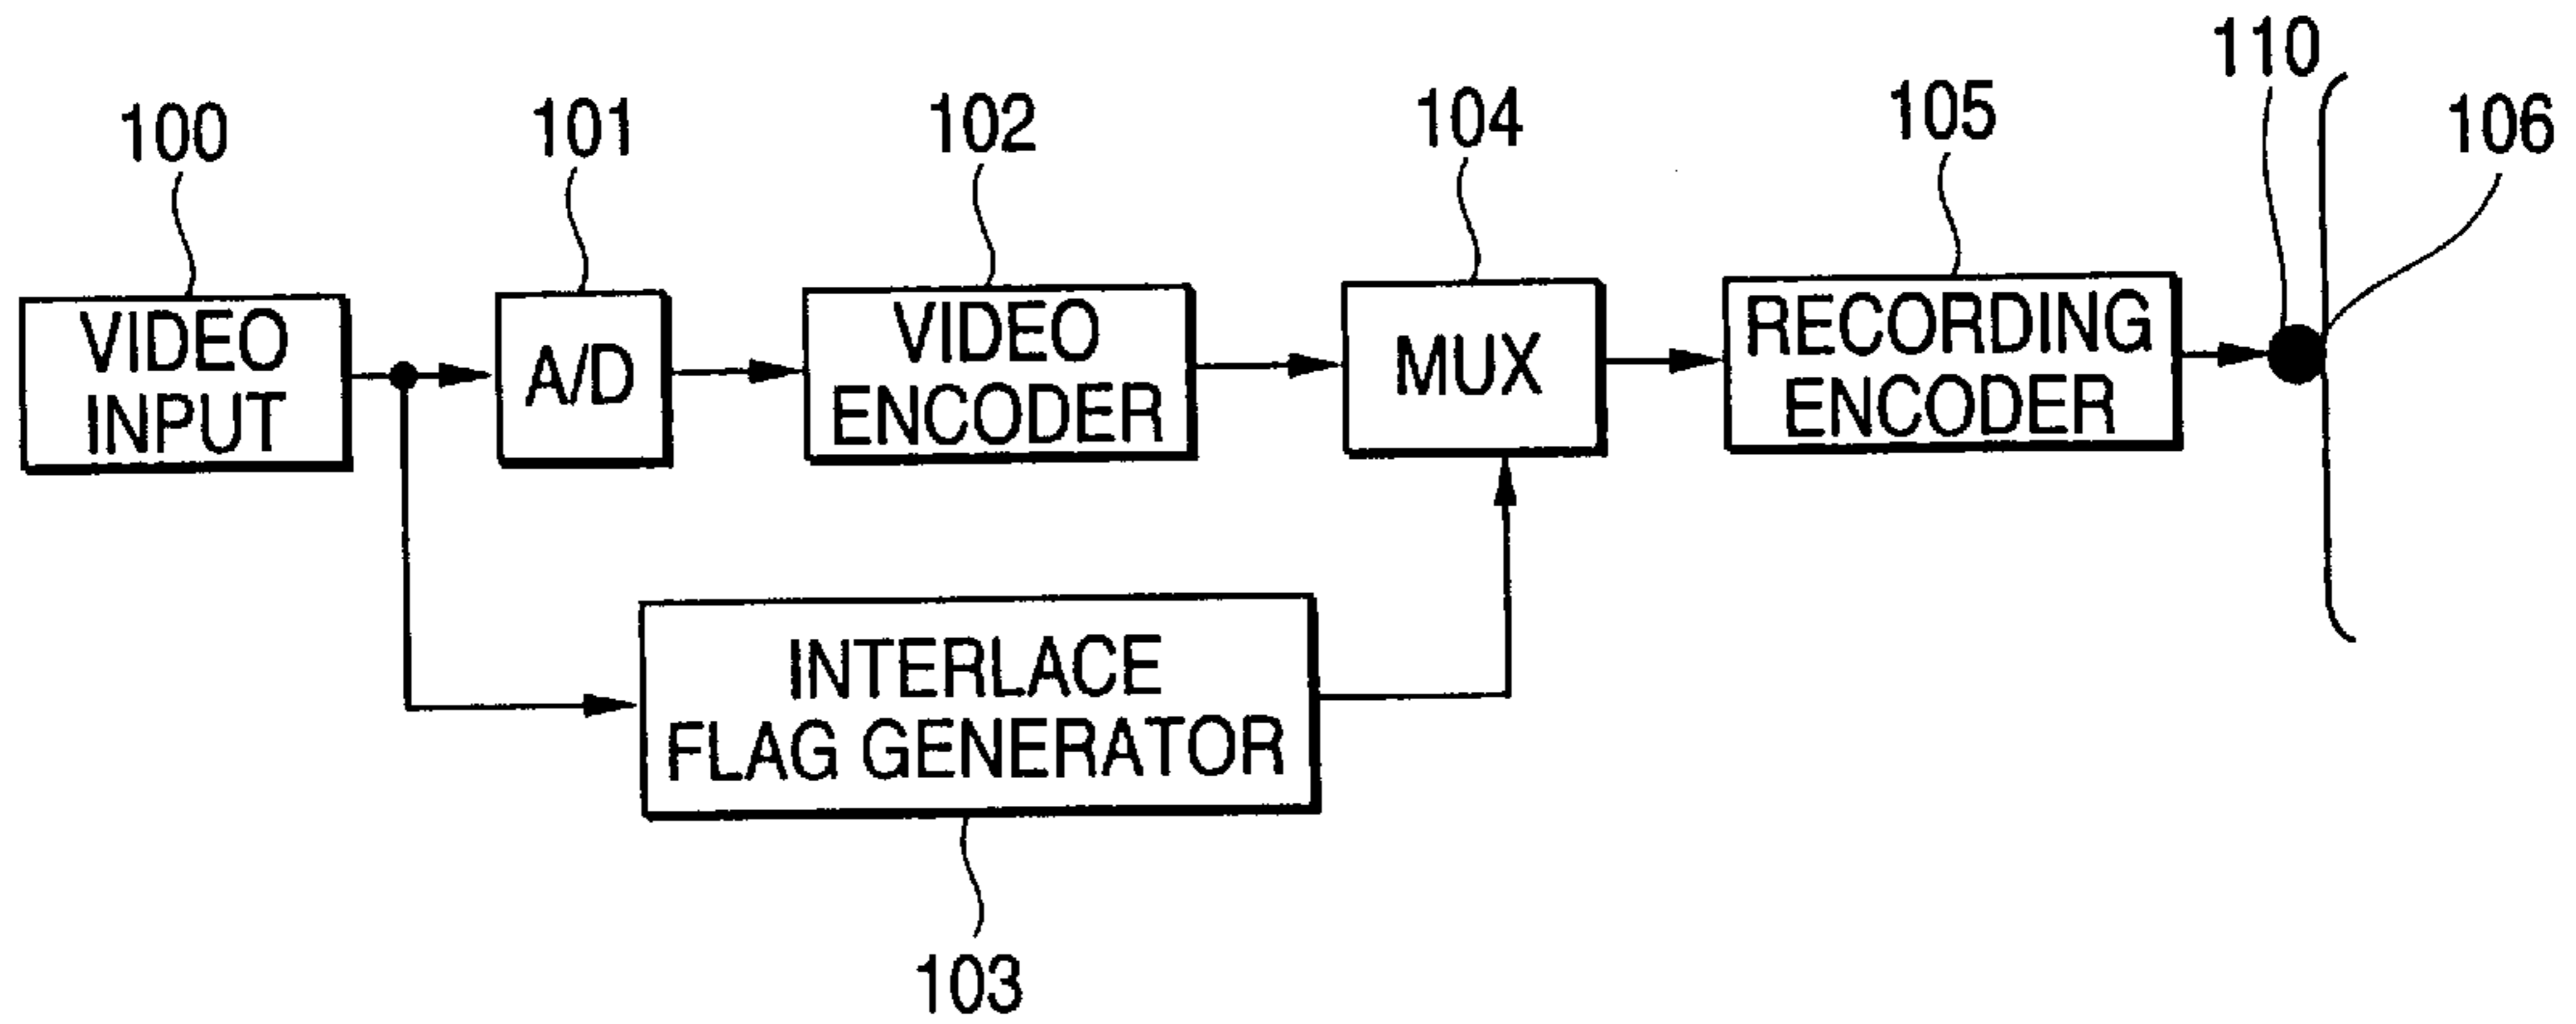 110
100
101
102
104
105
106
VIDEO
INPUT
A/D
VIDEO
ENCODER
MUX
RECORDING
ENCODER
INTERLACE
FLAG GENERATOR
103